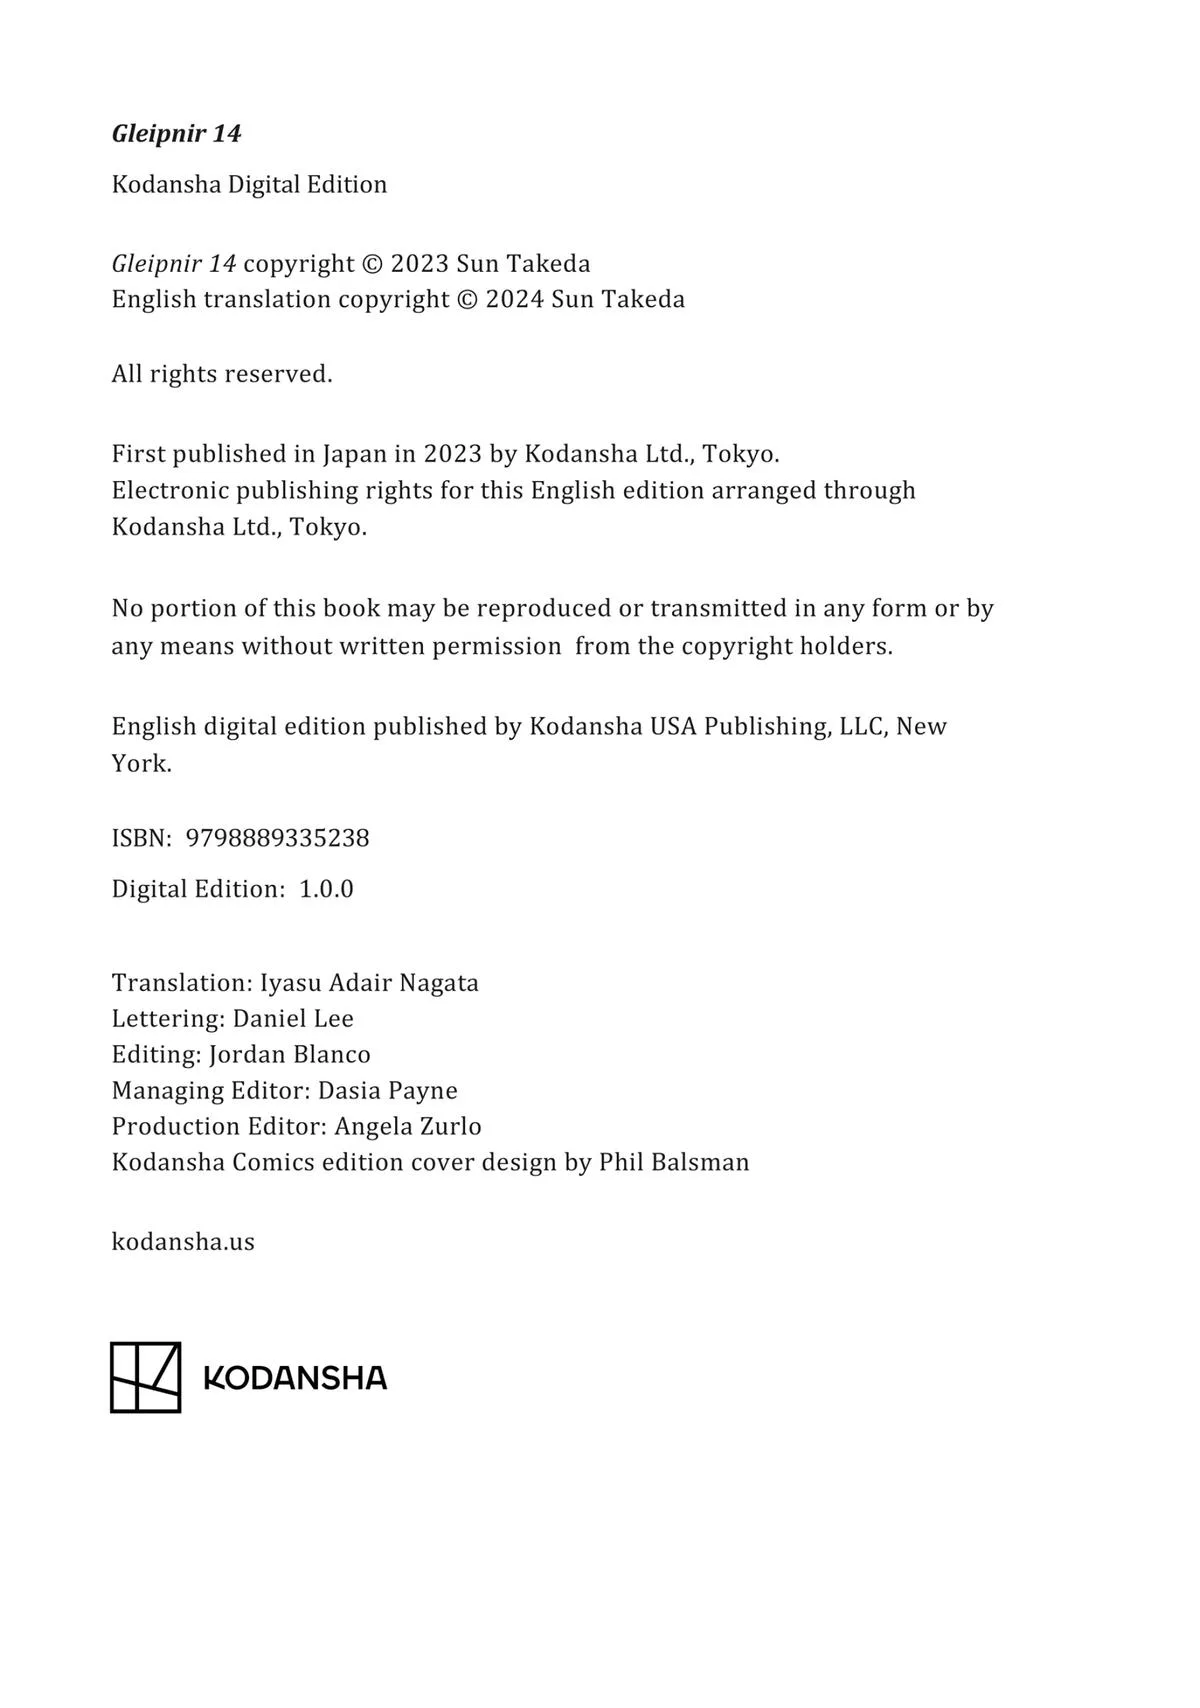 Gleipnir 14
Kodansha Digital Edition
Gleipnir 14 copyright © 2023 Sun Takeda
English translation copyright © 2024 Sun Takeda
All rights reserved.
First published in Japan in 2023 by Kodansha Ltd., Tokyo.
Electronic publishing rights for this English edition arranged through
Kodansha Ltd., Tokyo.
No portion of this book may be reproduced or transmitted in any form or by
any means without written permission  from the copyright holders.
English digital edition published by Kodansha USA Publishing, LLC, New
York.
ISBN:  9798889335238
Digital Edition:  1.0.0
Translation: Iyasu Adair Nagata
Lettering: Daniel Lee
Editing: Jordan Blanco
Managing Editor: Dasia Payne
Production Editor: Angela Zurlo
Kodansha Comics edition cover design by Phil Balsman
kodansha.us
KODANSHA